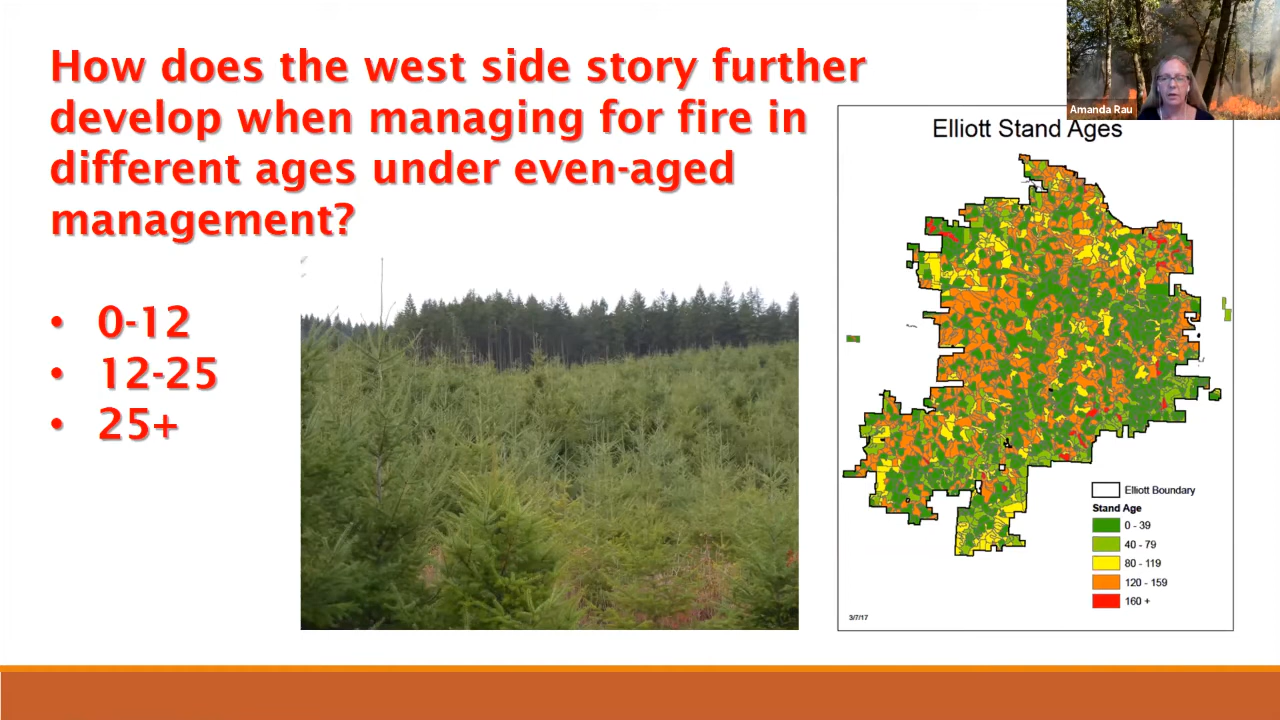 How does the west side story further
develop when managing for fire in
different ages under even-aged
management?
• 0-12
• 12-25
• 25+
Amanda Rau
Elliott Stand Ages
Elliott Boundary
Stand Age
0 - 39
40 - 79
80 - 119
120 - 159
160 +
3/7/17